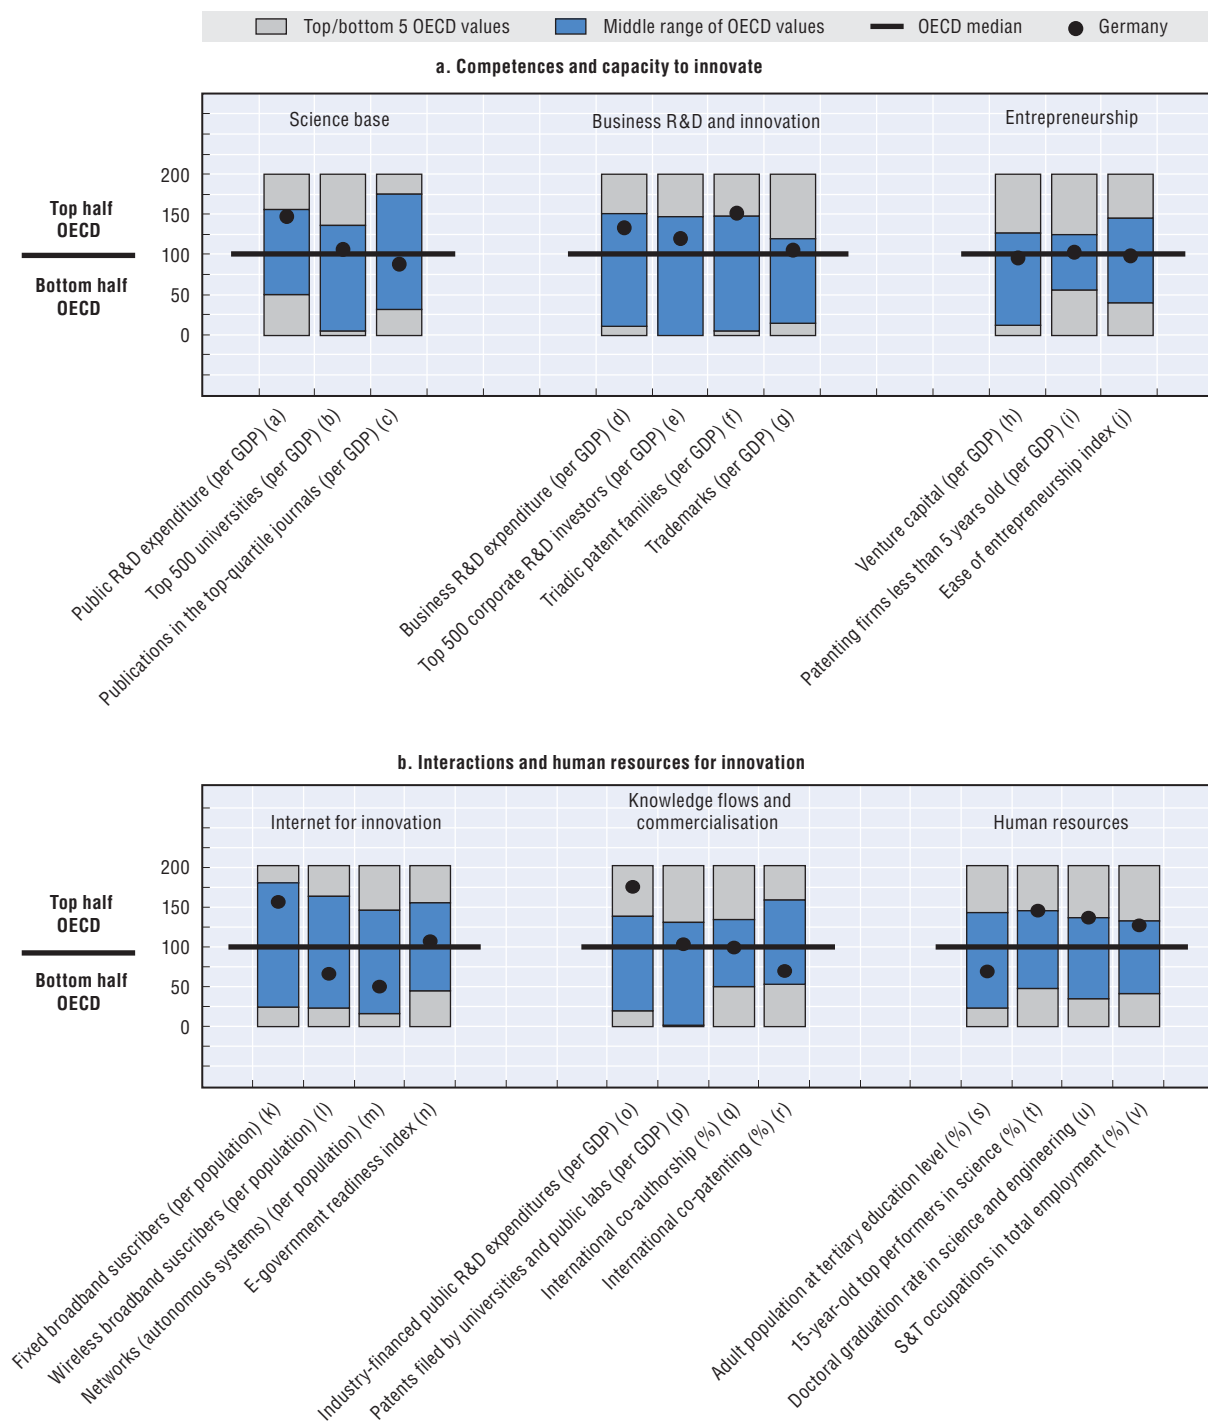 Top/bottom 5 OECD values Middle range of OECD values OECD median Germany
a. Competences and capacity to innovate
Science base
Business R&D and innovation
Entrepreneurship
Top half
OECD
Bottom half
OECD
200
150
100
50
0
Public R&D expenditure (per GDP) (a)
Top 500 universities (per GDP) (b)
Publications in the top-quartile journals (per GDP) (c)
Business R&D expenditure (per GDP) (d)
Top 500 corporate R&D investors (per GDP) (e)
Triadic patent families (per GDP) (f)
Trademarks (per GDP) (g)
Venture capital (per GDP) (h)
Patenting firms less than 5 years old (per GDP) (i)
Ease of entrepreneurship index (j)
b. Interactions and human resources for innovation
Internet for innovation
Knowledge flows and
commercialisation
Human resources
Top half
OECD
Bottom half
OECD
200
150
100
50
0
Fixed broadband suscribers (per population) (k)
Wireless broadband suscribers (per population) (l)
Networks (autonomous systems) (per population) (m)
E-government readiness index (n)
Industry-financed public R&D expenditures (per GDP) (o)
Patents filed by universities and public labs (per GDP) (p)
International co-authorship (%) (q)
International co-patenting (%) (r)
Adult population at tertiary education level (%) (s)
15-year-old top performers in science (%) (t)
Doctoral graduation rate in science and engineering (u)
S&T occupations in total employment (%) (v)